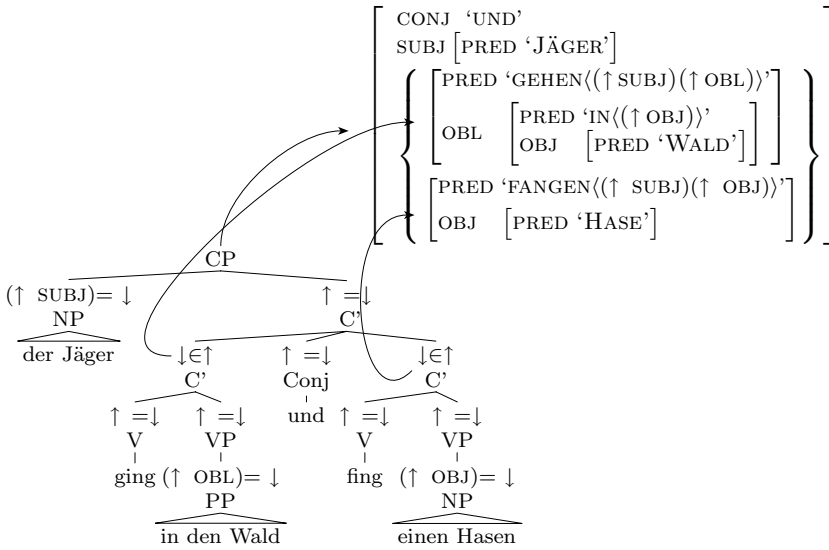 CONJ ‘UND’
SUBJ [PRED ‘JÄGER’]
PRED ‘GEHEN⟨(↑ SUBJ)(↑ OBL)⟩’
PRED ‘IN⟨(↑ OBJ)⟩’
OBL
OBJ [PRED ‘WALD’]
PRED ‘FANGEN⟨(↑ SUBJ)(↑ OBJ)⟩’
OBJ [PRED ‘HASE’]
CP
(↑ SUBJ)= ↓ ↑ =↓
NP C’
der Jäger ↓∈↑ ↑ =↓ ↓∈↑
C’ Conj C’
↑ =↓ ↑ =↓ und ↑ =↓ ↑ =↓
V VP V VP
ging (↑ OBL)= ↓ fing (↑ OBJ)= ↓
PP NP
in den Wald einen Hasen